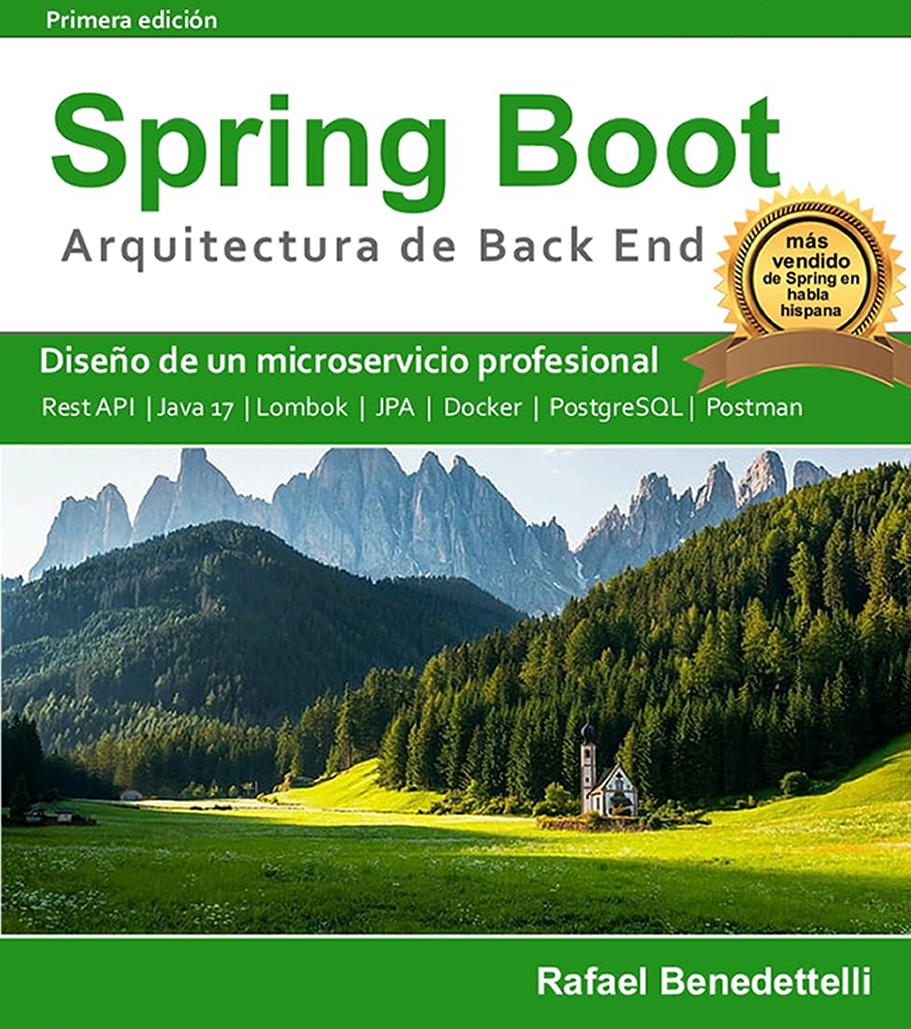 Primera edición
Spring Boot
Arquitectura de Back End
más
vendido
de Spring en
habla
hispana
Diseño de un microservicio profesional
Rest API | Java 17 | Lombok | JPA | Docker | PostgreSQL | Postman
Rafael Benedettelli